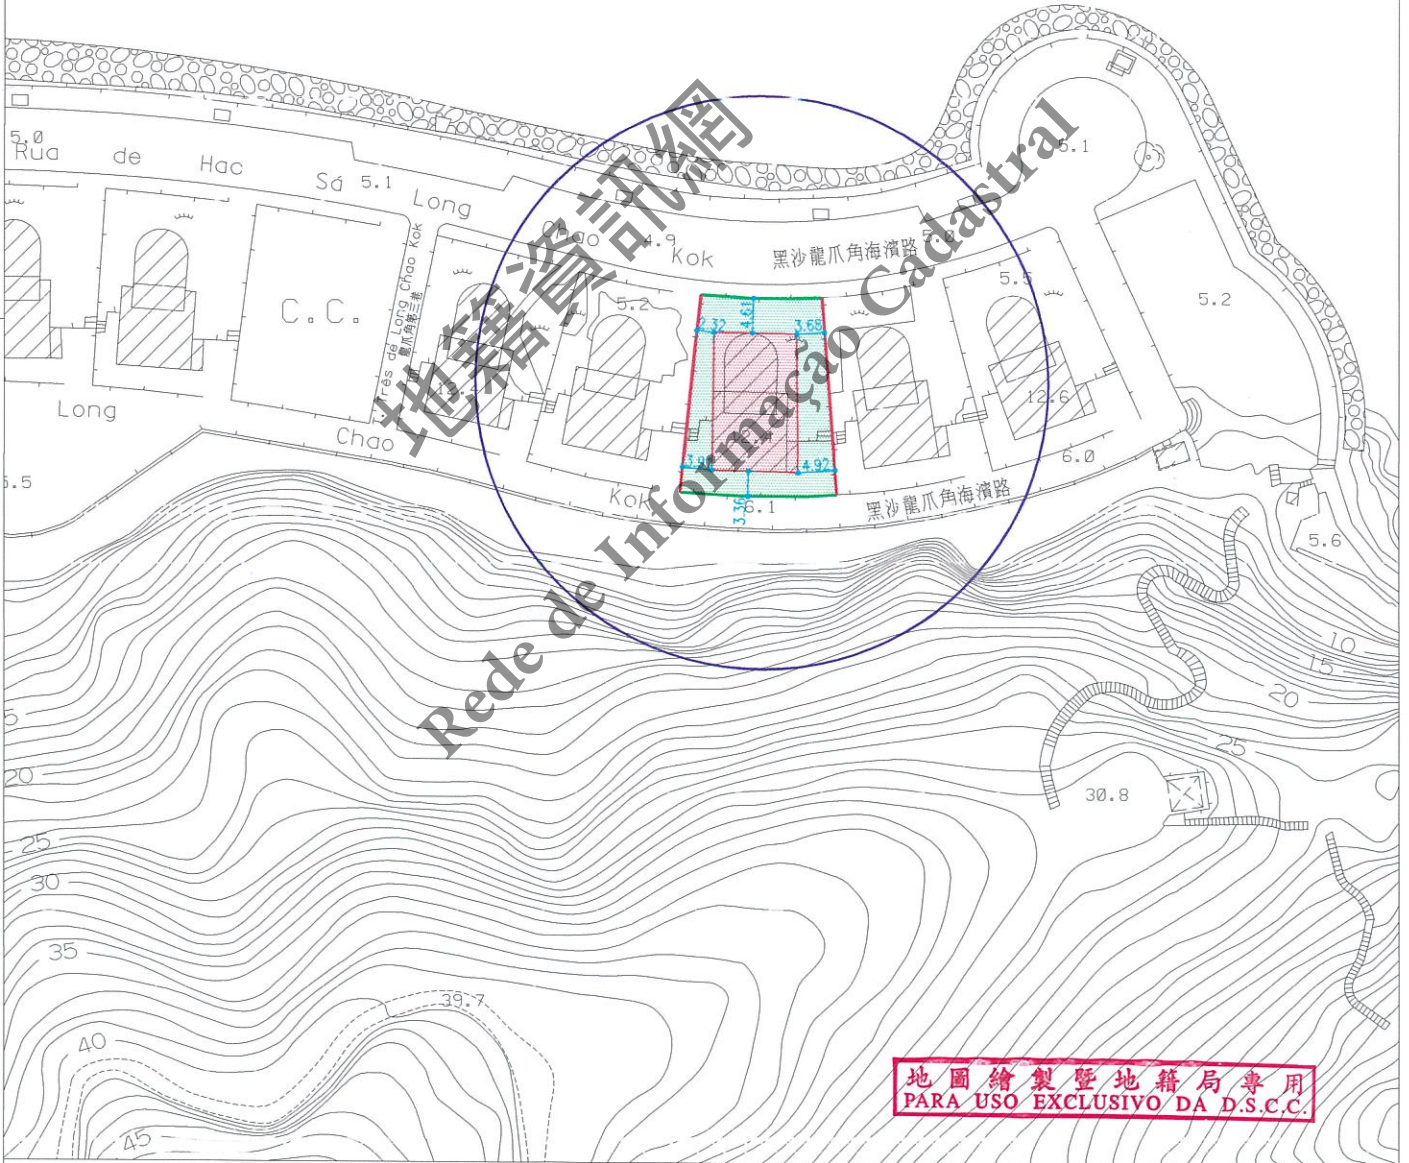 5.0
Rua de Hac Sá 5.1 Long
Chao 4.9 Kok
黑沙龍爪角海濱路
5.0
5.1
5.2
5.5
5.2
C.C.
Três de Long Chao Kok
龍爪角第三巷
2.32
4.61
3.68
12.6
Long
Chao
Kok
6.1
黑沙龍爪角海濱路
6.0
4.92
3.36
5.6
地籍資訊網
Rede de Informação Cadastral
10
15
20
25
30.8
20
25
30
35
39.7
40
45
地圖繪製暨地籍局專用
PARA USO EXCLUSIVO DA D.S.C.C.